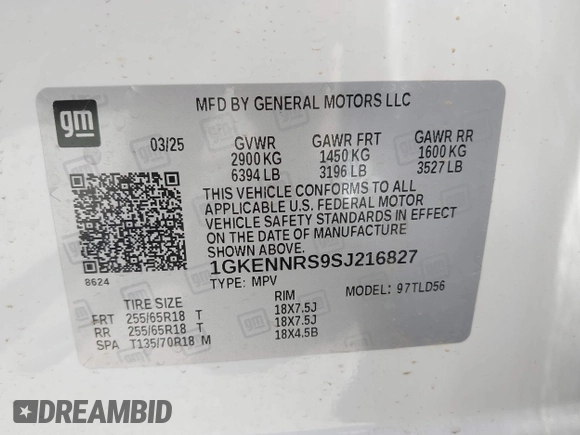 gm
MFD BY GENERAL MOTORS LLC
03/25 GVWR GAWR FRT GAWR RR
2900 KG 1450 KG 1600 KG
6394 LB 3196 LB 3527 LB
THIS VEHICLE CONFORMS TO ALL
APPLICABLE U.S. FEDERAL MOTOR
VEHICLE SAFETY STANDARDS IN EFFECT
ON THE DATE OF MANUFACTURE
SHOWN ABOVE.
8624
1GKENNRS9SJ216827
TYPE: MPV MODEL: 97TLD56
TIRE SIZE RIM
FRT 255/65R18 T 18X7.5J
RR 255/65R18 T 18X7.5J
SPA T135/70R18 M 18X4.5B
DREAMBID